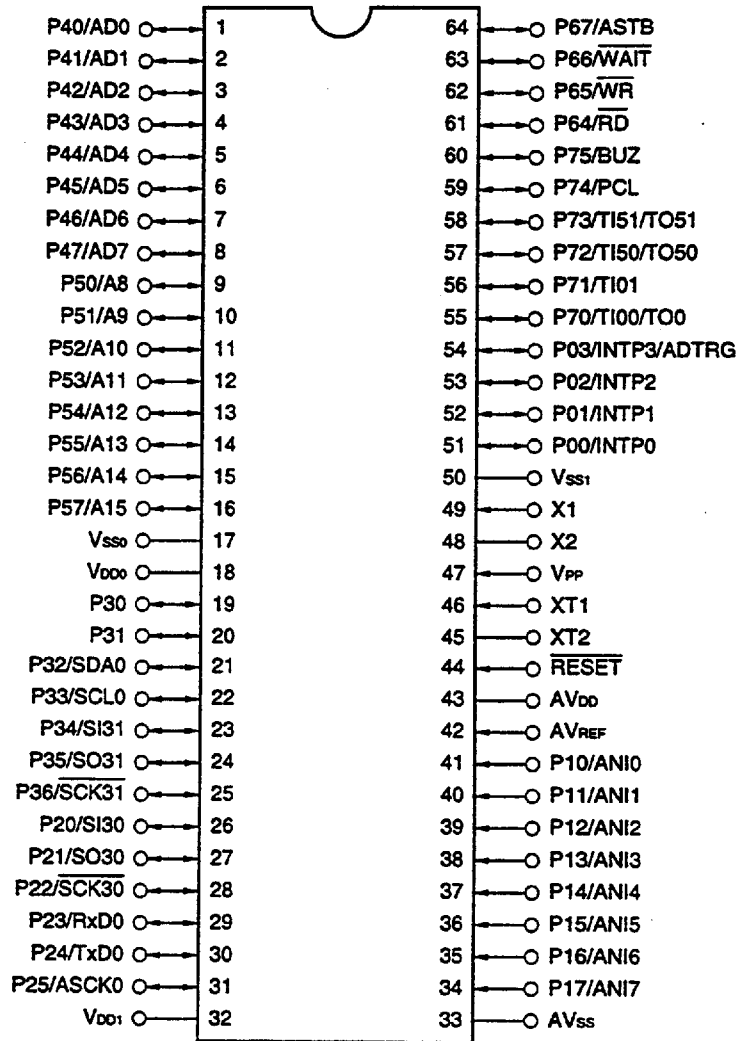 P40/AD0 1 64 P67/ASTB
P41/AD1 2 63 P66/WAIT
P42/AD2 3 62 P65/WR
P43/AD3 4 61 P64/RD
P44/AD4 5 60 P75/BUZ
P45/AD5 6 59 P74/PCL
P46/AD6 7 58 P73/TI51/TO51
P47/AD7 8 57 P72/TI50/TO50
P50/A8 9 56 P71/TI01
P51/A9 10 55 P70/TI00/TO0
P52/A10 11 54 P03/INTP3/ADTRG
P53/A11 12 53 P02/INTP2
P54/A12 13 52 P01/INTP1
P55/A13 14 51 P00/INTP0
P56/A14 15 50 VSS1
P57/A15 16 49 X1
VSS0 17 48 X2
VDD0 18 47 VPP
P30 19 46 XT1
P31 20 45 XT2
P32/SDA0 21 44 RESET
P33/SCL0 22 43 AVDD
P34/SI31 23 42 AVREF
P35/SO31 24 41 P10/ANI0
P36/SCK31 25 40 P11/ANI1
P20/SI30 26 39 P12/ANI2
P21/SO30 27 38 P13/ANI3
P22/SCK30 28 37 P14/ANI4
P23/RxD0 29 36 P15/ANI5
P24/TxD0 30 35 P16/ANI6
P25/ASCK0 31 34 P17/ANI7
VDD1 32 33 AVSS